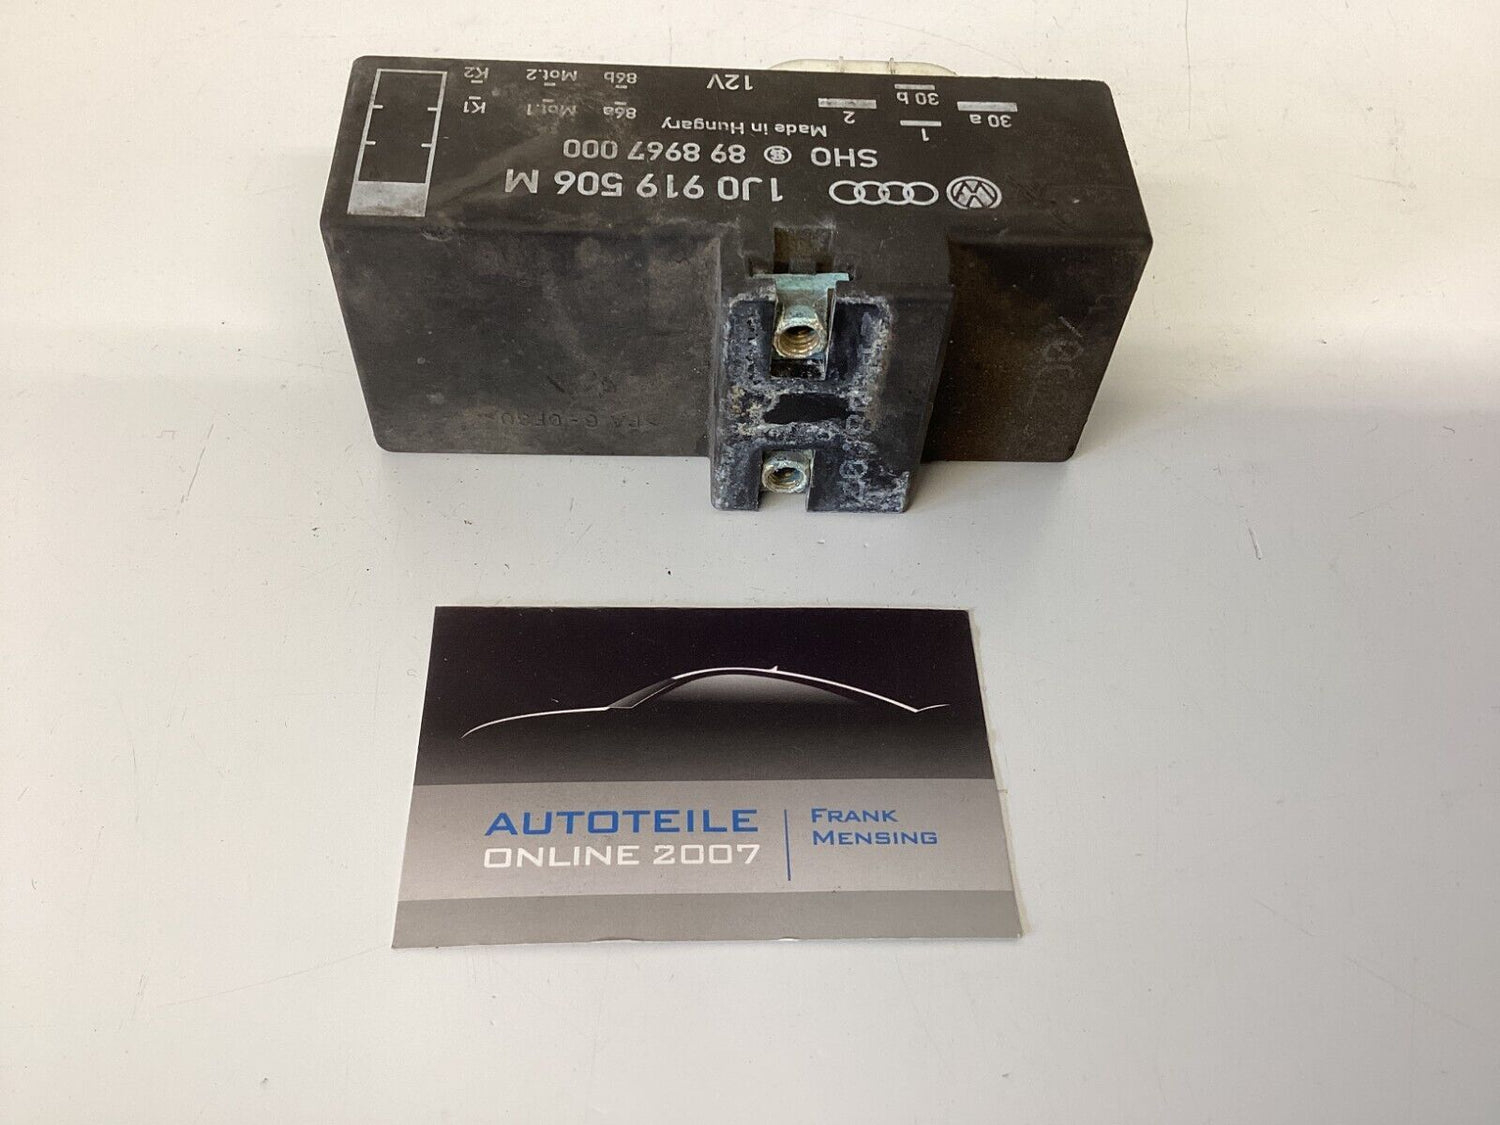 1J0 919 506 M
SHO 89 8967 000
Made in Hungary
12V
30 a
30 b
1
2
86a
86b
Mot.1
Mot.2
K1
K2
AUTOTEILE
ONLINE 2007
FRANK
MENSING